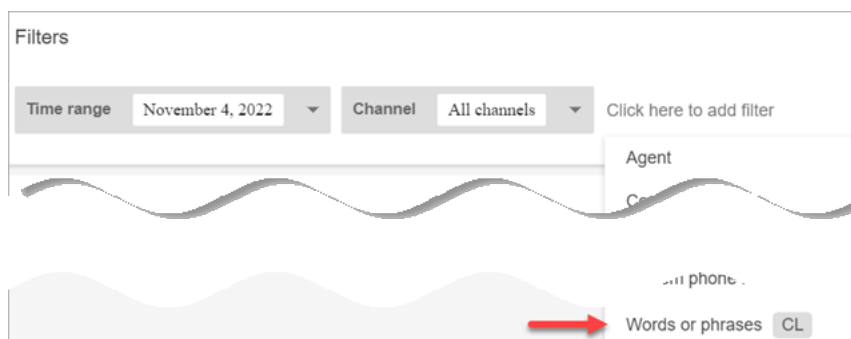 Filters
Time range November 4, 2022 Channel All channels Click here to add filter
Agent
phone
Words or phrases CL